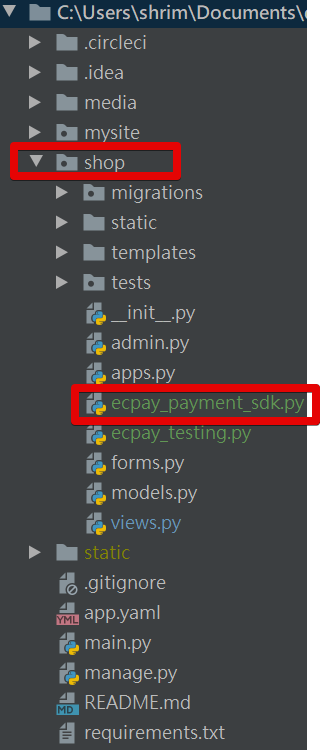 C:\Users\shrim\Documents\
.circleci
.idea
media
mysite
shop
migrations
static
templates
tests
__init__.py
admin.py
apps.py
ecpay_payment_sdk.py
ecpay_testing.py
forms.py
models.py
views.py
static
.gitignore
YML app.yaml
main.py
manage.py
MD README.md
requirements.txt